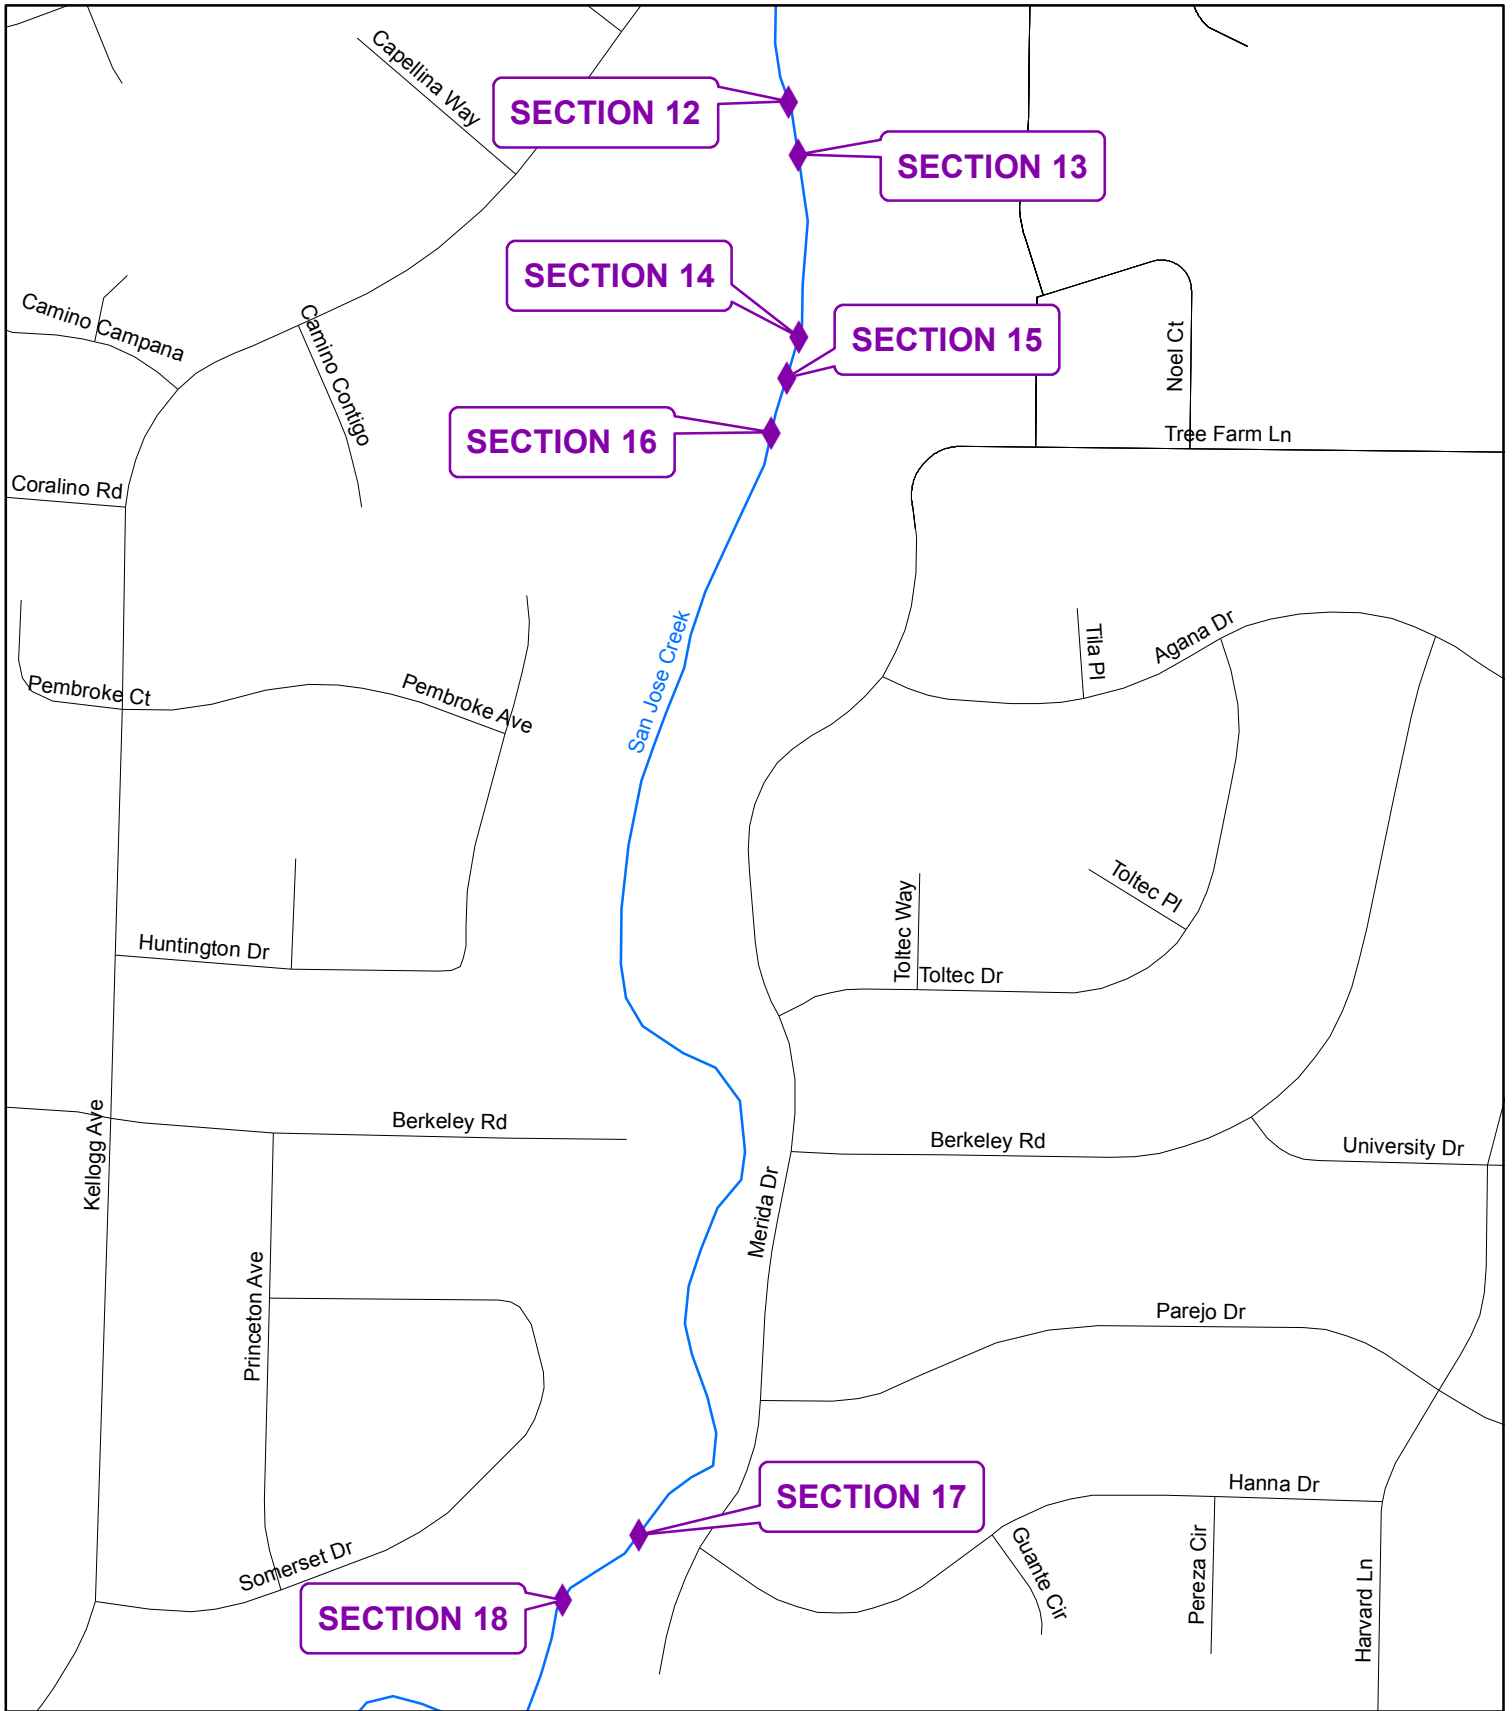 Capellina Way
SECTION 12
SECTION 13
SECTION 14
Camino Campana
Camino Contigo
SECTION 15
Noel Ct
SECTION 16
Tree Farm Ln
Coralino Rd
San Jose Creek
Tila Pl
Agana Dr
Pembroke Ct
Pembroke Ave
Toltec Way
Toltec Pl
Huntington Dr
Toltec Dr
Kellogg Ave
Berkeley Rd
Berkeley Rd
University Dr
Merida Dr
Princeton Ave
Parejo Dr
SECTION 17
Hanna Dr
Guante Cir
Pereza Cir
Harvard Ln
Somerset Dr
SECTION 18